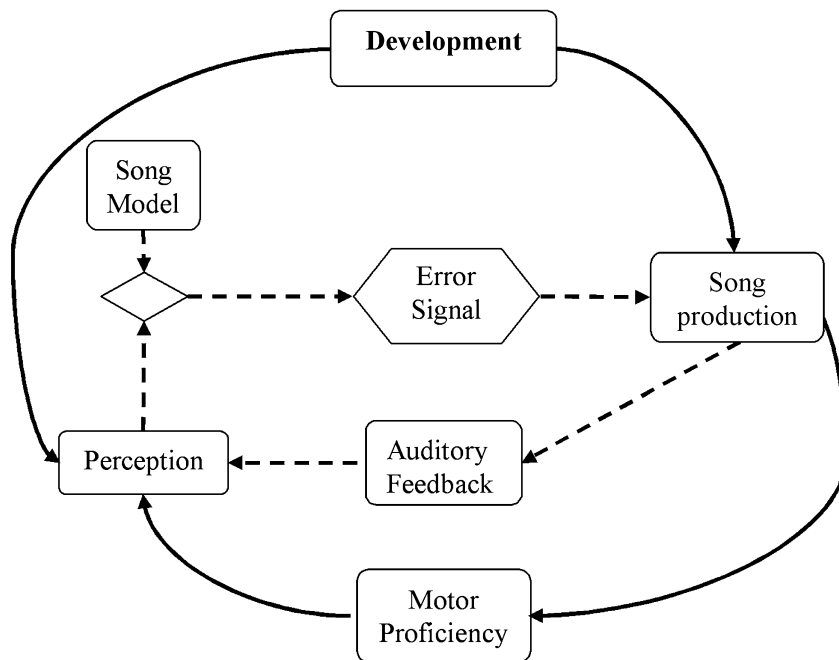 Development
Song
Model
Error
Signal
Song
production
Perception
Auditory
Feedback
Motor
Proficiency